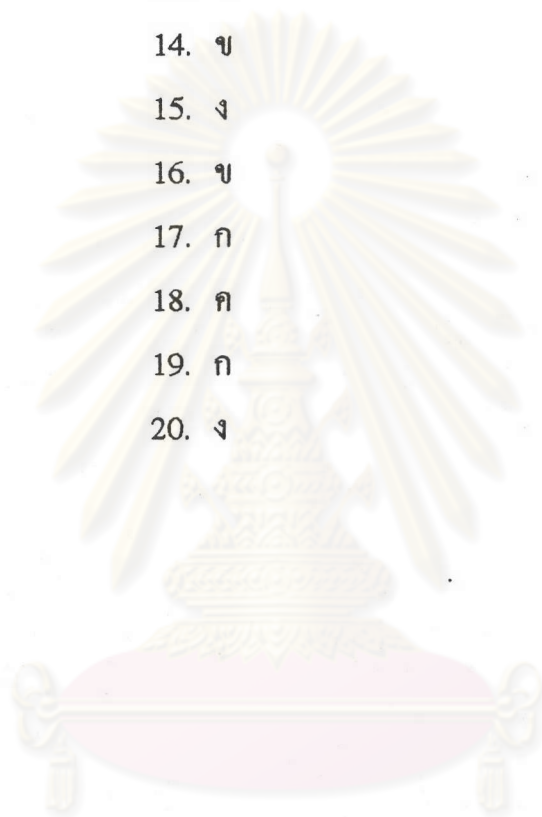 14. ข
15. ง
16. ข
17. ก
18. ค
19. ก
20. ง